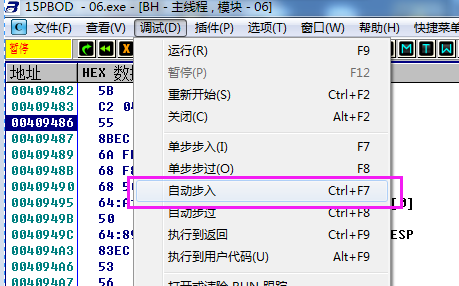 15PBOD - 06.exe - [BH - 主线程, 模块 - 06]
C 文件(F) 查看(V) 调试(D) 插件(P) 选项(T) 窗口(W) 帮助(H) 快捷菜单
暂停 L E M T W
地址 HEX 数据
运行(R) F9
暂停(P) F12
重新开始(S) Ctrl+F2
关闭(C) Alt+F2
单步步入(I) F7
单步步过(O) F8
自动步入 Ctrl+F7
自动步过 Ctrl+F8
执行到返回 Ctrl+F9
执行到用户代码(U) Alt+F9
00409482 5B
00409483 C2 04
00409486 55
00409487 8BEC
00409489 6A FF
0040948B 68 F8
00409490 68 50
00409495 64:A 0]
0040949B 50
0040949C 64:89 ESP
004094A3 83EC
004094A6 53
004094A7 56